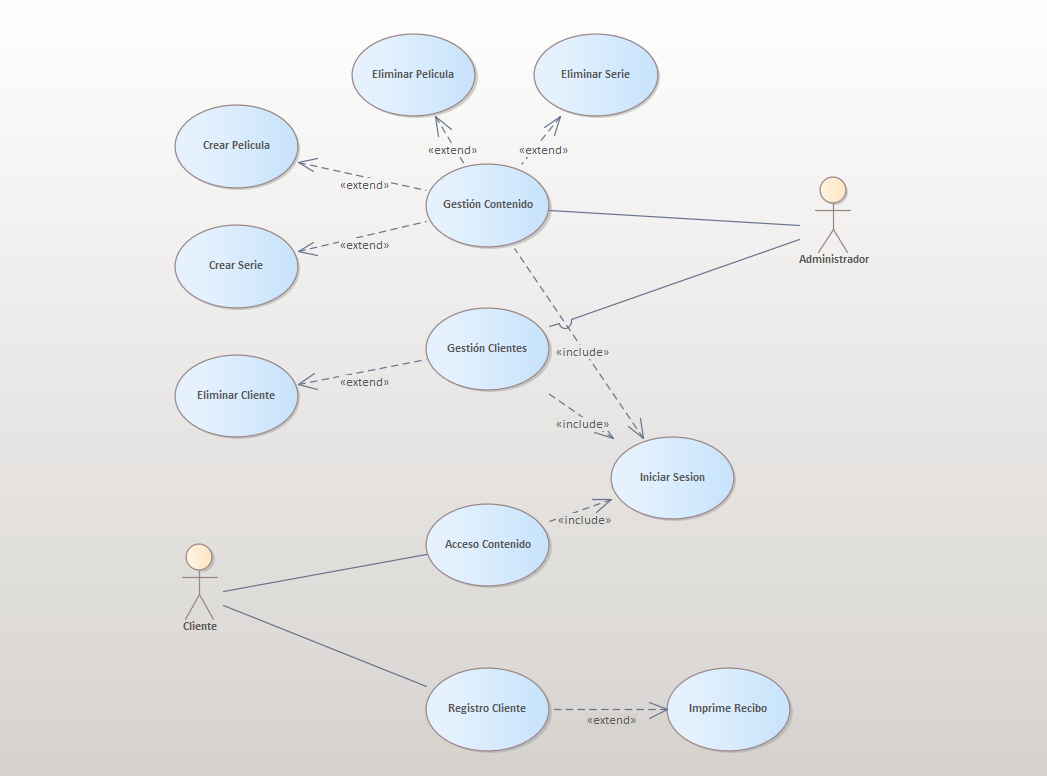 Eliminar Pelicula
Eliminar Serie
Crear Pelicula
«extend»
«extend»
«extend»
Gestión Contenido
Crear Serie
«extend»
Administrador
Gestión Clientes
«include»
Eliminar Cliente
«extend»
«include»
Iniciar Sesion
Acceso Contenido
«include»
Cliente
Registro Cliente
«extend»
Imprime Recibo